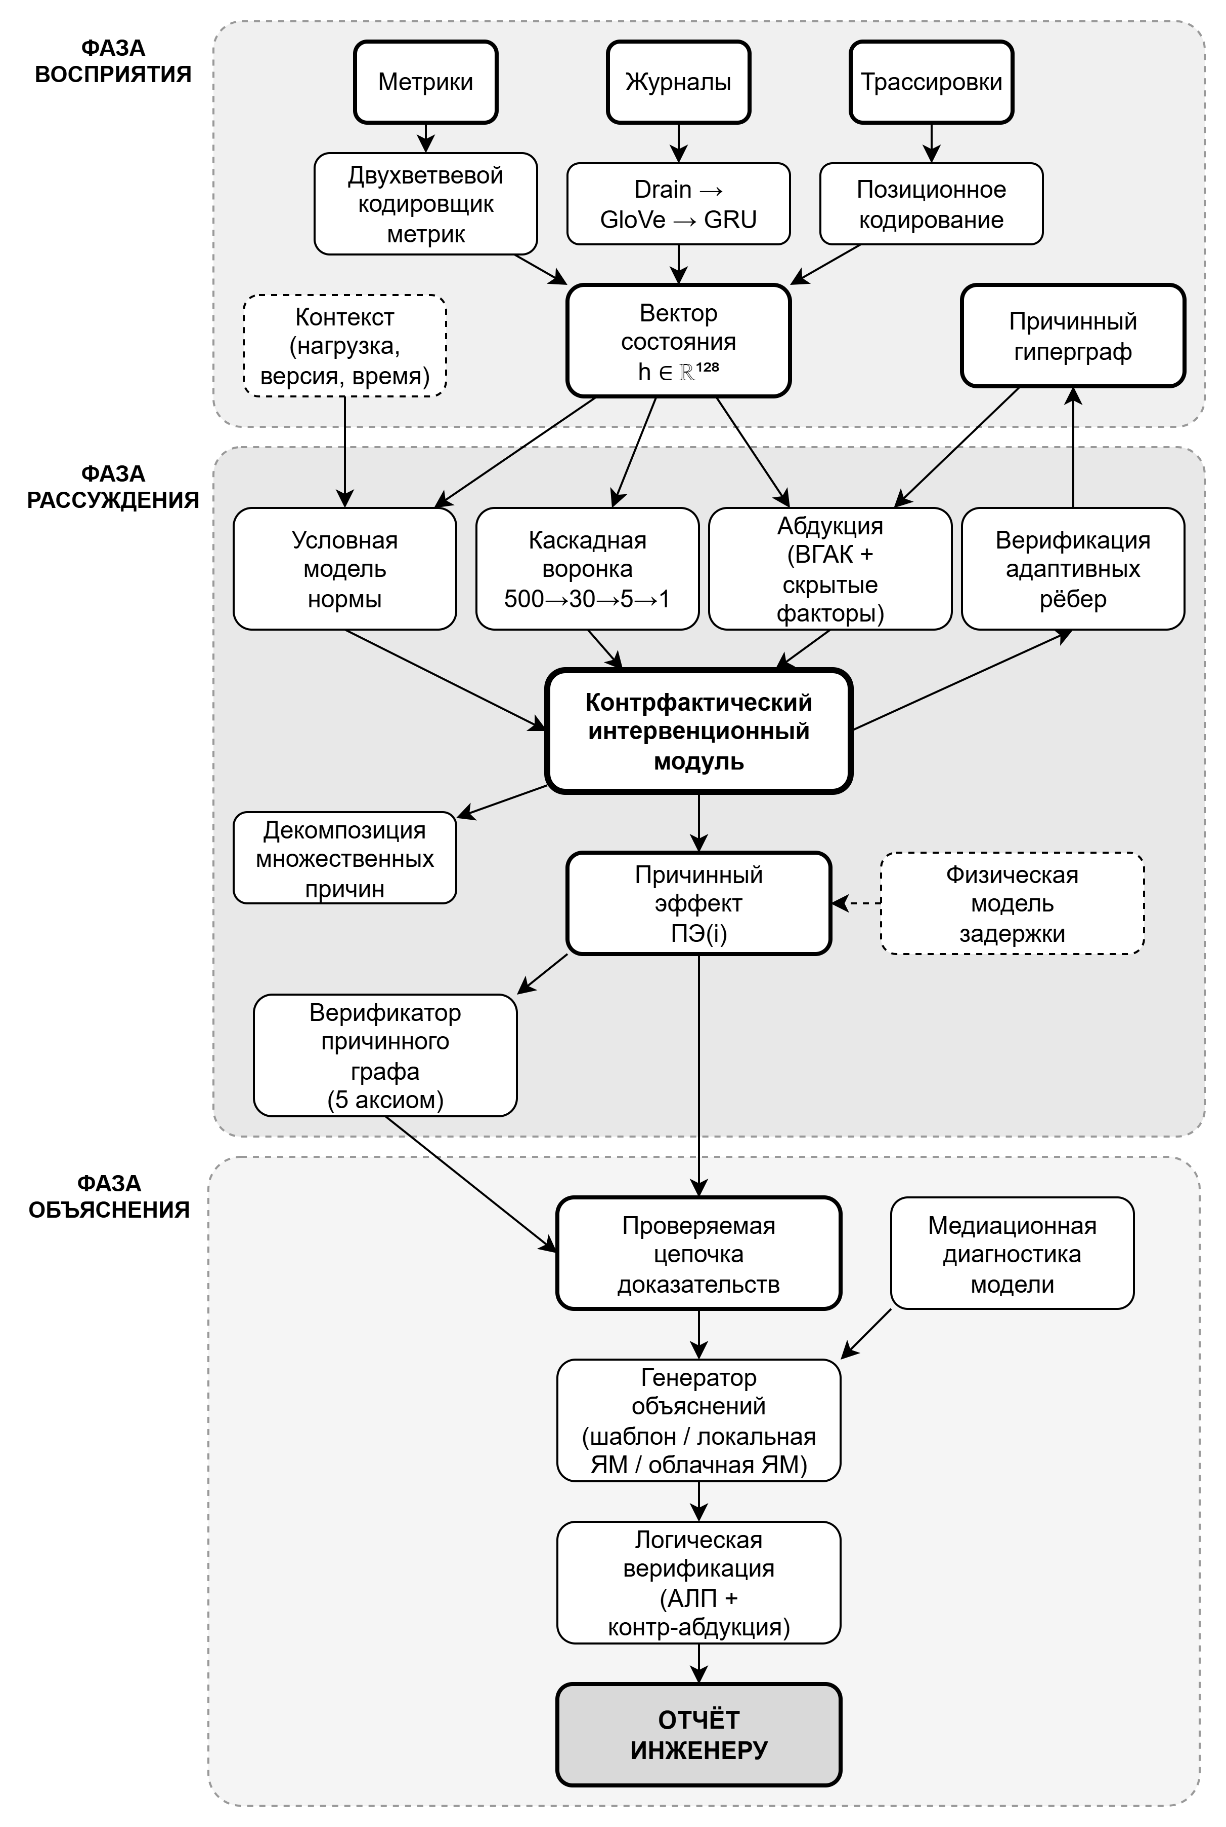 ФАЗА
ВОСПРИЯТИЯ
Метрики
Журналы
Трассировки
Двухветвевой
кодировщик
метрик
Drain →
GloVe → GRU
Позиционное
кодирование
Контекст
(нагрузка,
версия, время)
Вектор
состояния
h ∈ ℝ¹²⁸
Причинный
гиперграф
ФАЗА
РАССУЖДЕНИЯ
Условная
модель
нормы
Каскадная
воронка
500→30→5→1
Абдукция
(ВГАК +
скрытые
факторы)
Верификация
адаптивных
рёбер
Контрфактический
интервенционный
модуль
Декомпозиция
множественных
причин
Причинный
эффект
ПЭ(i)
Физическая
модель
задержки
Верификатор
причинного
графа
(5 аксиом)
ФАЗА
ОБЪЯСНЕНИЯ
Проверяемая
цепочка
доказательств
Медиационная
диагностика
модели
Генератор
объяснений
(шаблон / локальная
ЯМ / облачная ЯМ)
Логическая
верификация
(АЛП +
контр-абдукция)
ОТЧЁТ
ИНЖЕНЕРУ